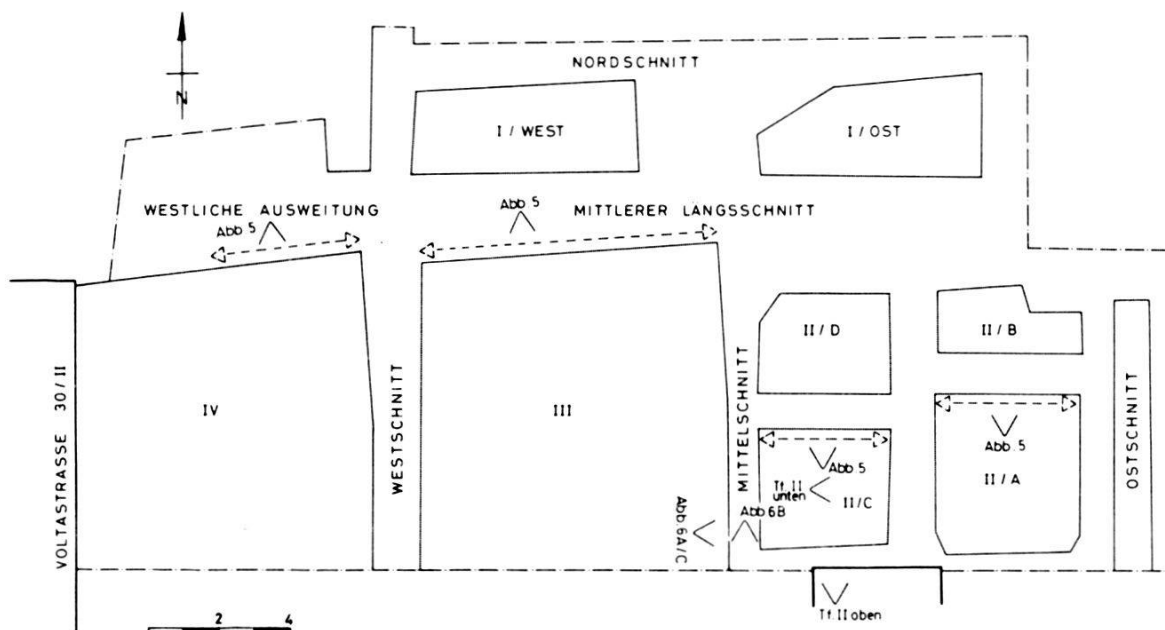 N
NORDSCHNITT
I / WEST
I / OST
WESTLICHE AUSWEITUNG
Abb. 5
Abb. 5
MITTLERER LANGSSCHNITT
II / D
II / B
VOLTASTRASSE 30/II
IV
WESTSCHNITT
III
MITTELSCHNITT
OSTSCHNITT
Abb. 5
Abb. 5
Tf. II
unten
II/C
II/A
Abb. 6A/C
Abb 6B
Tf. II oben
2 4